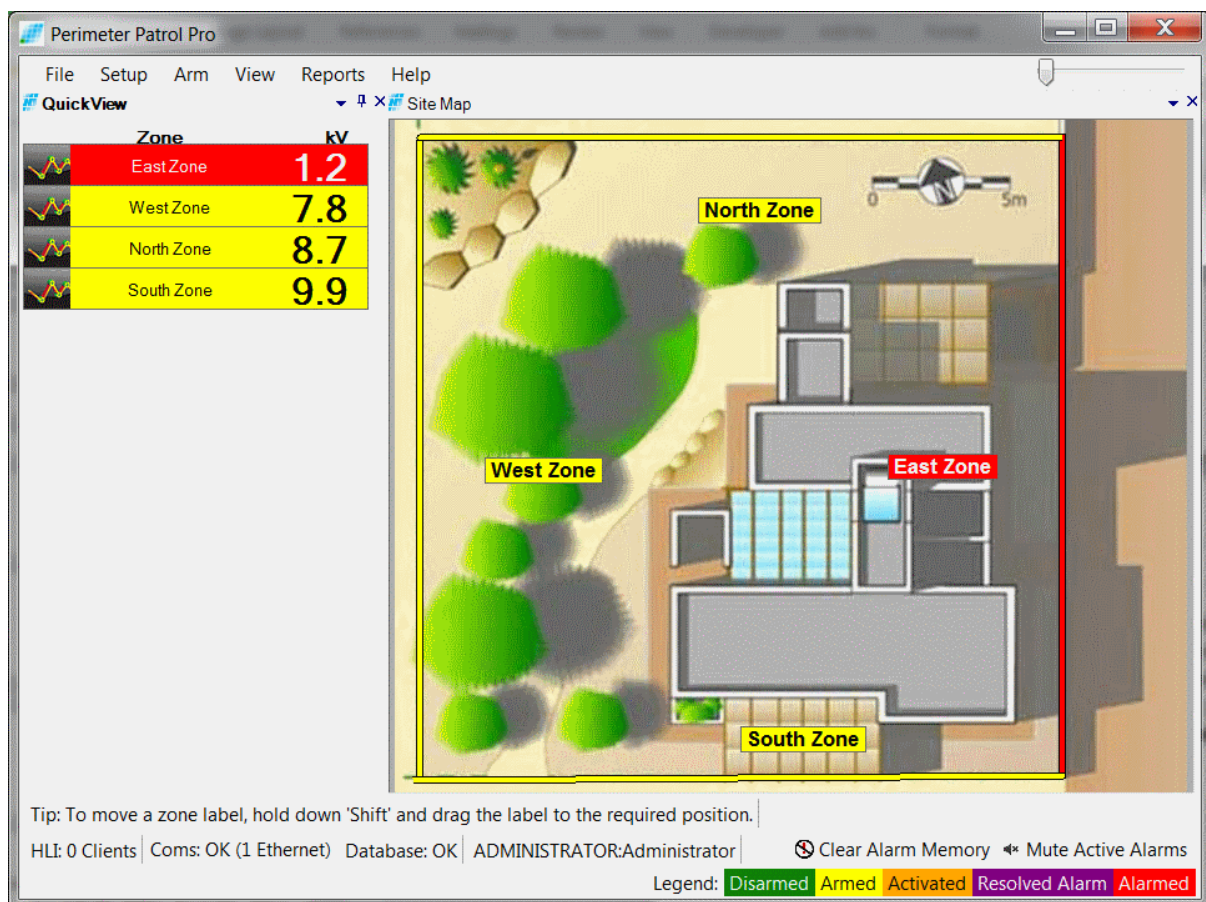 Perimeter Patrol Pro
File Setup Arm View Reports Help
QuickView
Site Map
Zone kV
East Zone 1.2
West Zone 7.8
North Zone 8.7
South Zone 9.9
North Zone
N
0 5m
West Zone
East Zone
South Zone
Tip: To move a zone label, hold down 'Shift' and drag the label to the required position.
HLI: 0 Clients Coms: OK (1 Ethernet) Database: OK ADMINISTRATOR:Administrator Clear Alarm Memory Mute Active Alarms
Legend: Disarmed Armed Activated Resolved Alarm Alarmed